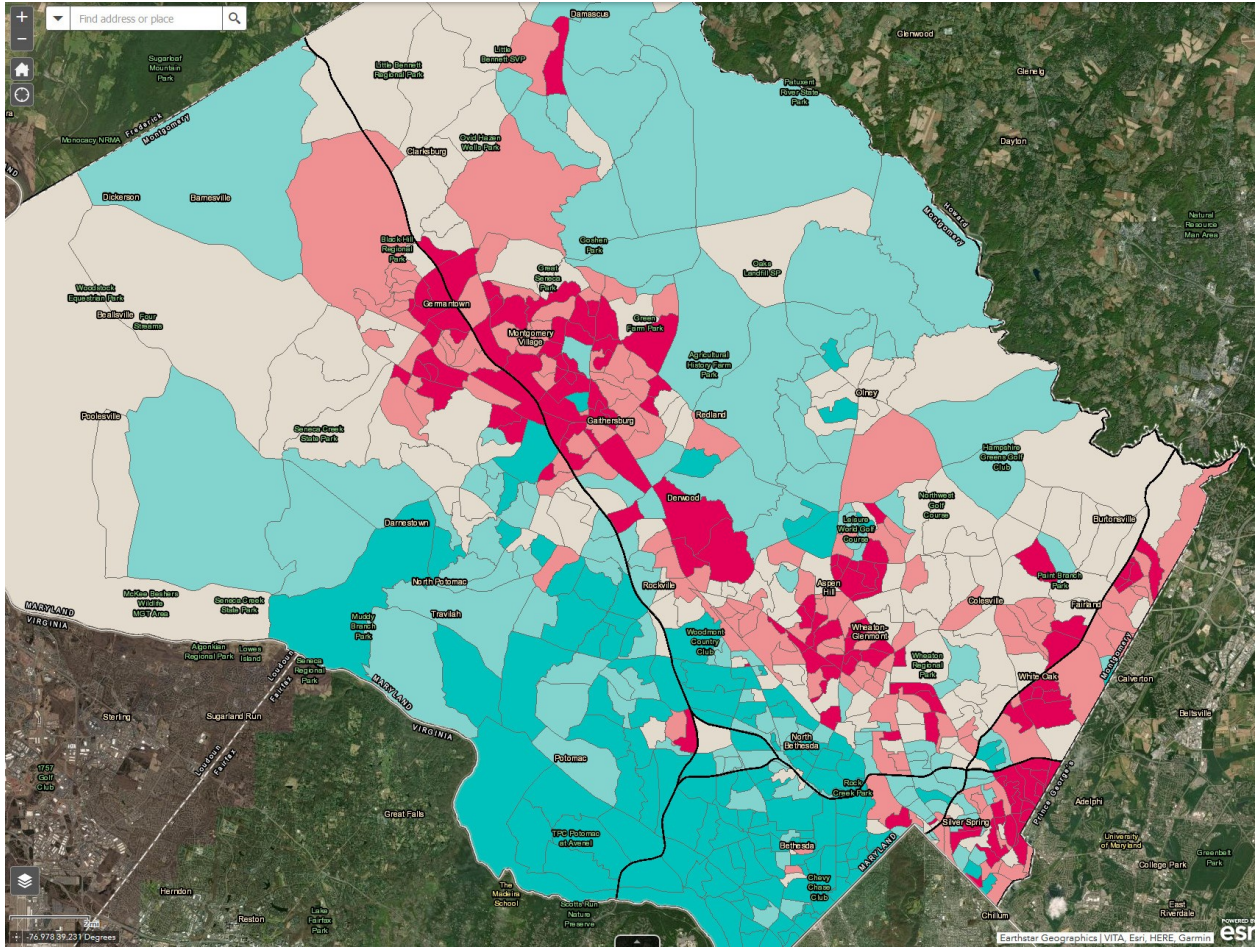 +
Find address or place
−
Damascus
Glenwood
Sugarloaf
Mountain
Park
Little Bennett
Regional Park
Little
Bennett SVP
Glenelg
Patuxent
River State
Park
Frederick
Montgomery
Monocacy NRMA
Ovid Hazen
Wells Park
Clarksburg
Dayton
Dickerson
Barnesville
Howard
Montgomery
Natural
Resource
Man Area
Black Hill
Regional
Park
Goshen
Park
Great
Seneca
Park
Oaks
Landfill SP
Woodstock
Equestrian Park
Beallsville
Four
Streams
Germantown
Montgomery
Village
Green
Farm Park
Agricultural
History Farm
Park
Olney
Poolesville
Seneca Creek
State Park
Gaithersburg
Redland
Hampshire
Greens Golf
Club
Derwood
Northwest
Golf
Course
Darnestown
Leisure
World Golf
Course
Burtonsville
North Potomac
Rockville
Aspen
Hill
Paint Branch
Park
McKee Beshers
Wildlife
MGT Area
Seneca Creek
State Park
Colesville
Fairland
MARYLAND
VIRGINIA
Travilah
Muddy
Branch
Park
Woodmont
Country
Club
Wheaton-
Glenmont
Algonkian
Regional Park
Lowes
Island
Loudoun
Fairfax
Seneca
Regional
Park
Wheaton
Regional
Park
White Oak
Montgomery
Calverton
MARYLAND
VIRGINIA
Sterling
Sugarland Run
Beltsville
Loudoun
Fairfax
North
Bethesda
Potomac
1757
Golf
Club
Rock
Creek Park
Great Falls
Prince George's
Adelphi
Silver Spring
TPC Potomac
at Avenel
Bethesda
MARYLAND
University
of Maryland
Greenbelt
Park
College Park
Chevy
Chase
Club
The
Madeira
School
Herndon
Reston
Lake
Fairfax
Park
Scotts Run
Nature
Preserve
Chillum
East
Riverdale
-76.978 39.231 Degrees
Earthstar Geographics | VITA, Esri, HERE, Garmin
POWERED BY
esri